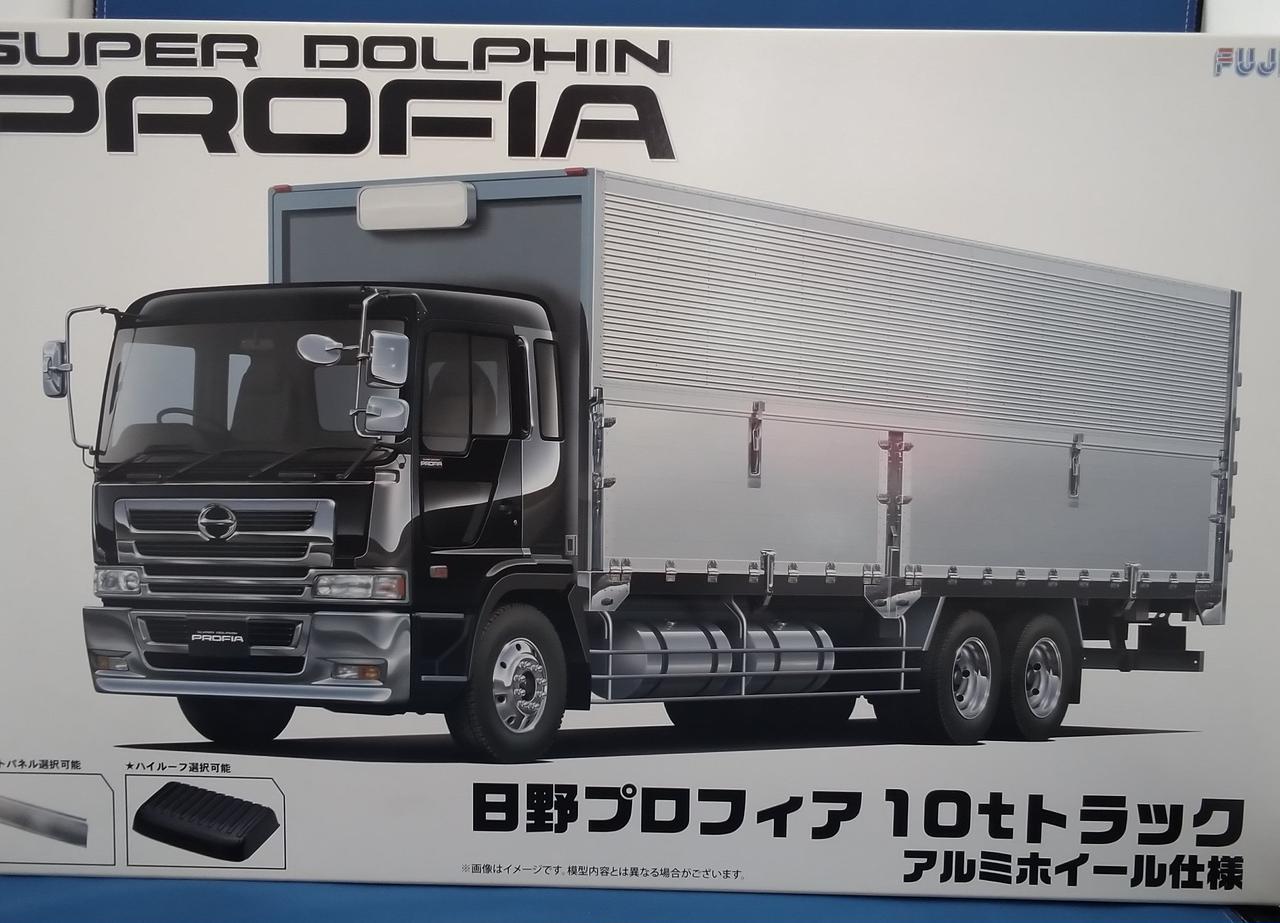 SUPER DOLPHIN
PROFIA
FUJ
PROFIA
SUPER DOLPHIN
PROFIA
トパネル選択可能
★ハイルーフ選択可能
日野プロフィア 10tトラック
アルミホイール仕様
※画像はイメージです。模型内容とは異なる場合がございます。